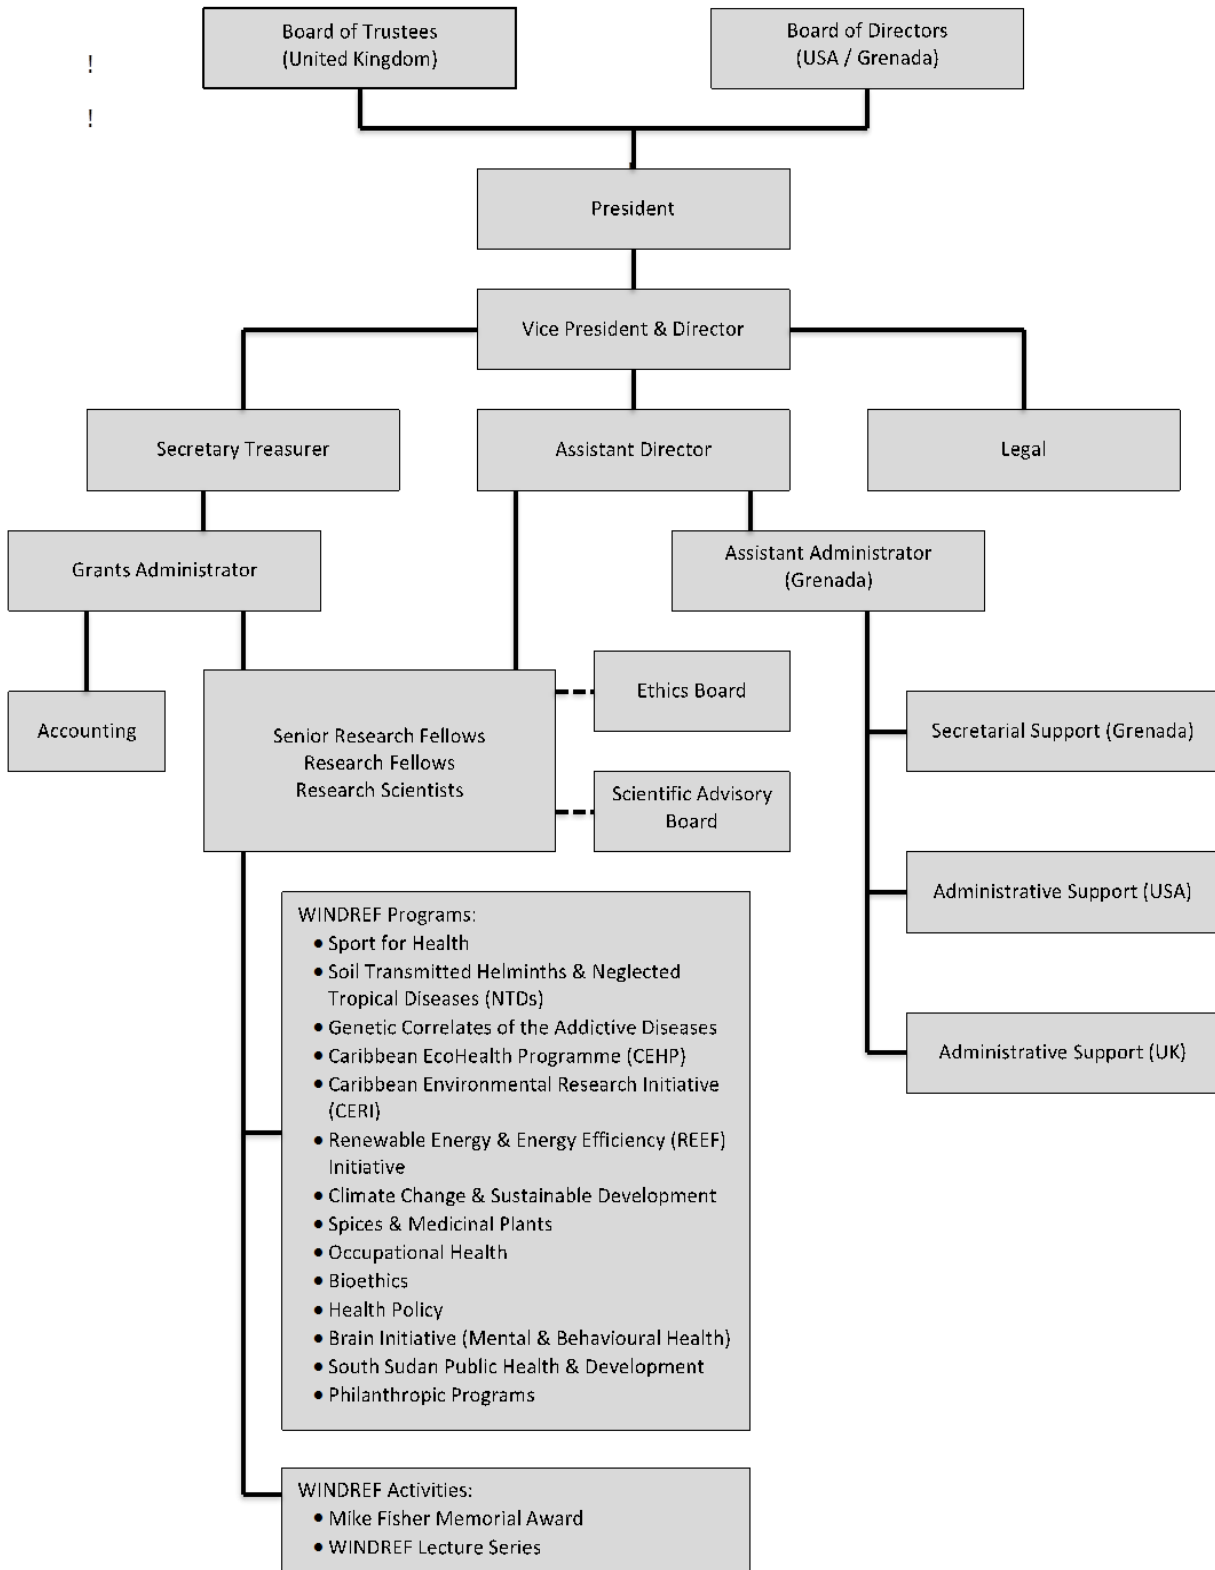 Board of Trustees
(United Kingdom)
Board of Directors
(USA / Grenada)
!
!
President
Vice President & Director
Secretary Treasurer
Assistant Director
Legal
Grants Administrator
Assistant Administrator
(Grenada)
Accounting
Senior Research Fellows
Research Fellows
Research Scientists
Ethics Board
Scientific Advisory
Board
Secretarial Support (Grenada)
Administrative Support (USA)
Administrative Support (UK)
WINDREF Programs:
• Sport for Health
• Soil Transmitted Helminths & Neglected
Tropical Diseases (NTDs)
• Genetic Correlates of the Addictive Diseases
• Caribbean EcoHealth Programme (CEHP)
• Caribbean Environmental Research Initiative
(CERI)
• Renewable Energy & Energy Efficiency (REEF)
Initiative
• Climate Change & Sustainable Development
• Spices & Medicinal Plants
• Occupational Health
• Bioethics
• Health Policy
• Brain Initiative (Mental & Behavioural Health)
• South Sudan Public Health & Development
• Philanthropic Programs
WINDREF Activities:
• Mike Fisher Memorial Award
• WINDREF Lecture Series